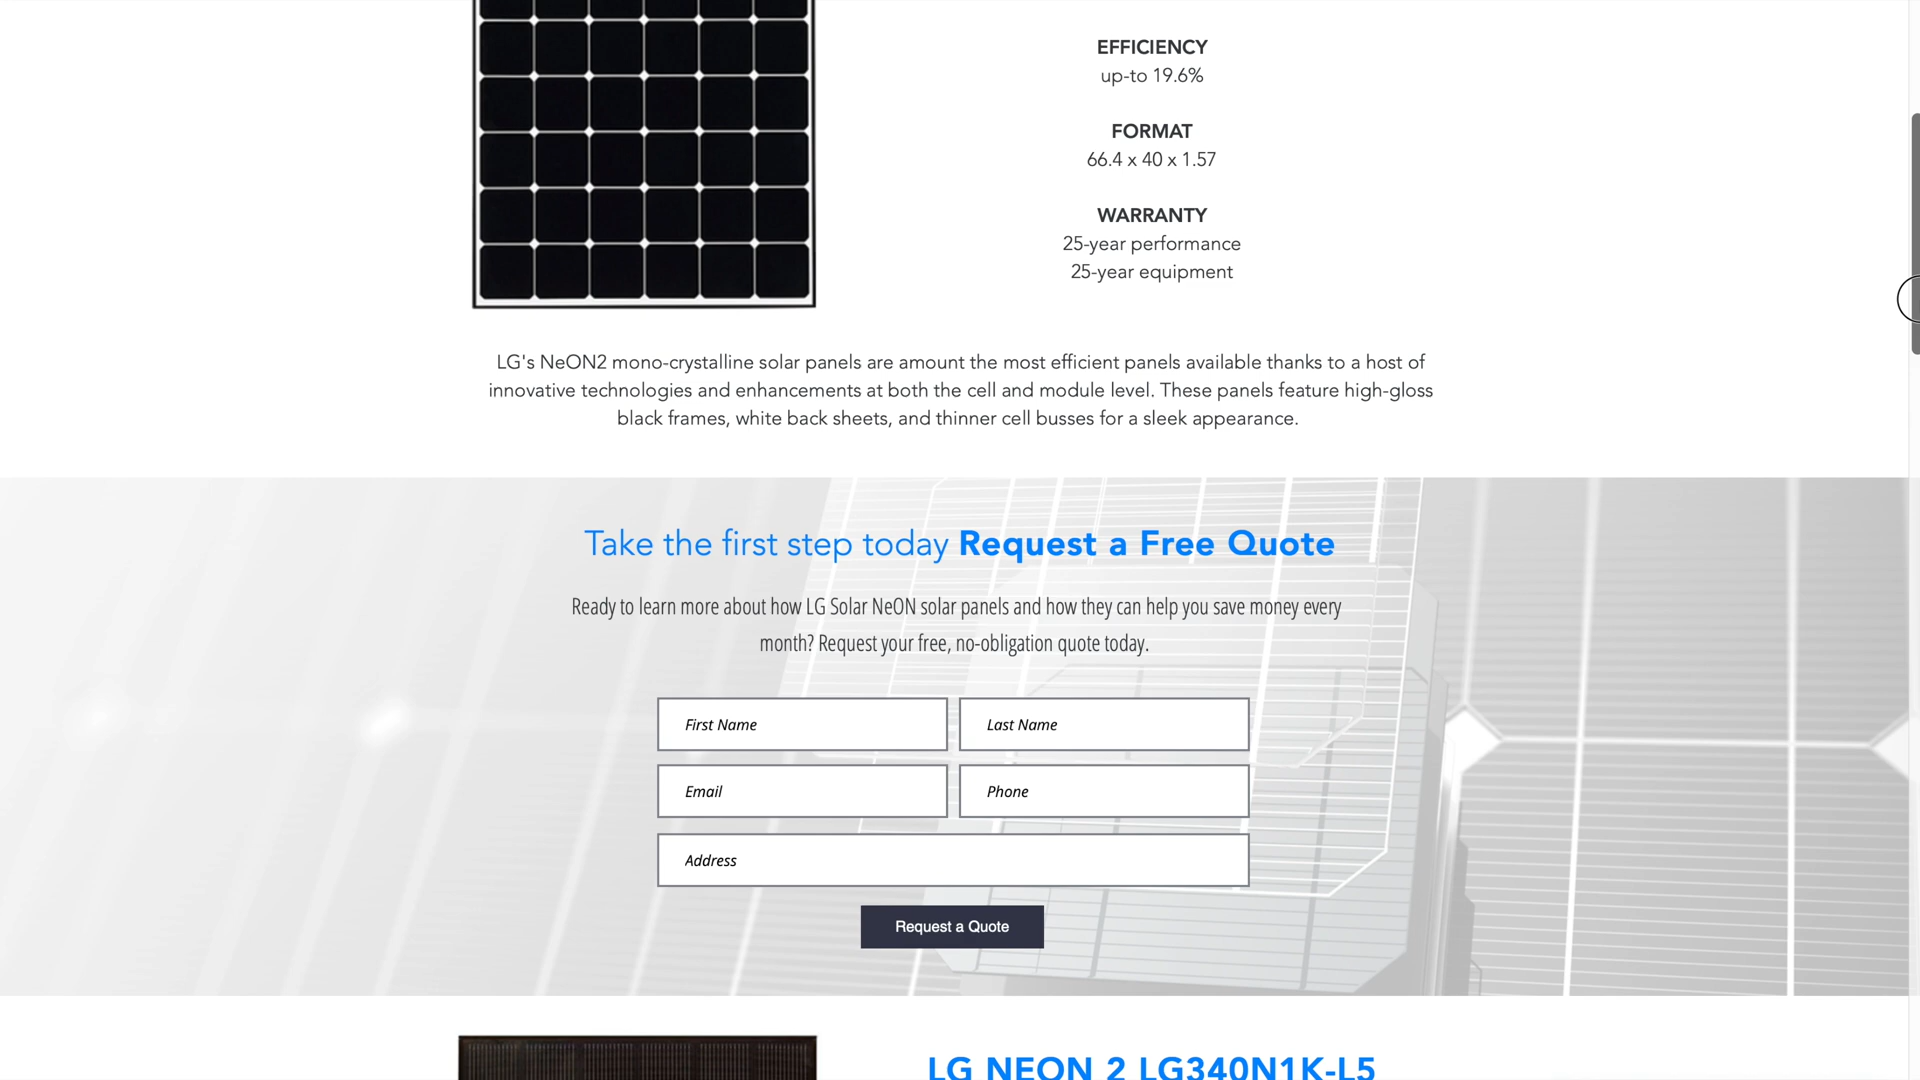 EFFICIENCY
up-to 19.6%
FORMAT
66.4 x 40 x 1.57
WARRANTY
25-year performance
25-year equipment
LG's NeON2 mono-crystalline solar panels are amount the most efficient panels available thanks to a host of
innovative technologies and enhancements at both the cell and module level. These panels feature high-gloss
black frames, white back sheets, and thinner cell busses for a sleek appearance.
Take the first step today Request a Free Quote
Ready to learn more about how LG Solar NeON solar panels and how they can help you save money every
month? Request your free, no-obligation quote today.
First Name
Last Name
Email
Phone
Address
Request a Quote
LG NEON 2 LG340N1K-L5